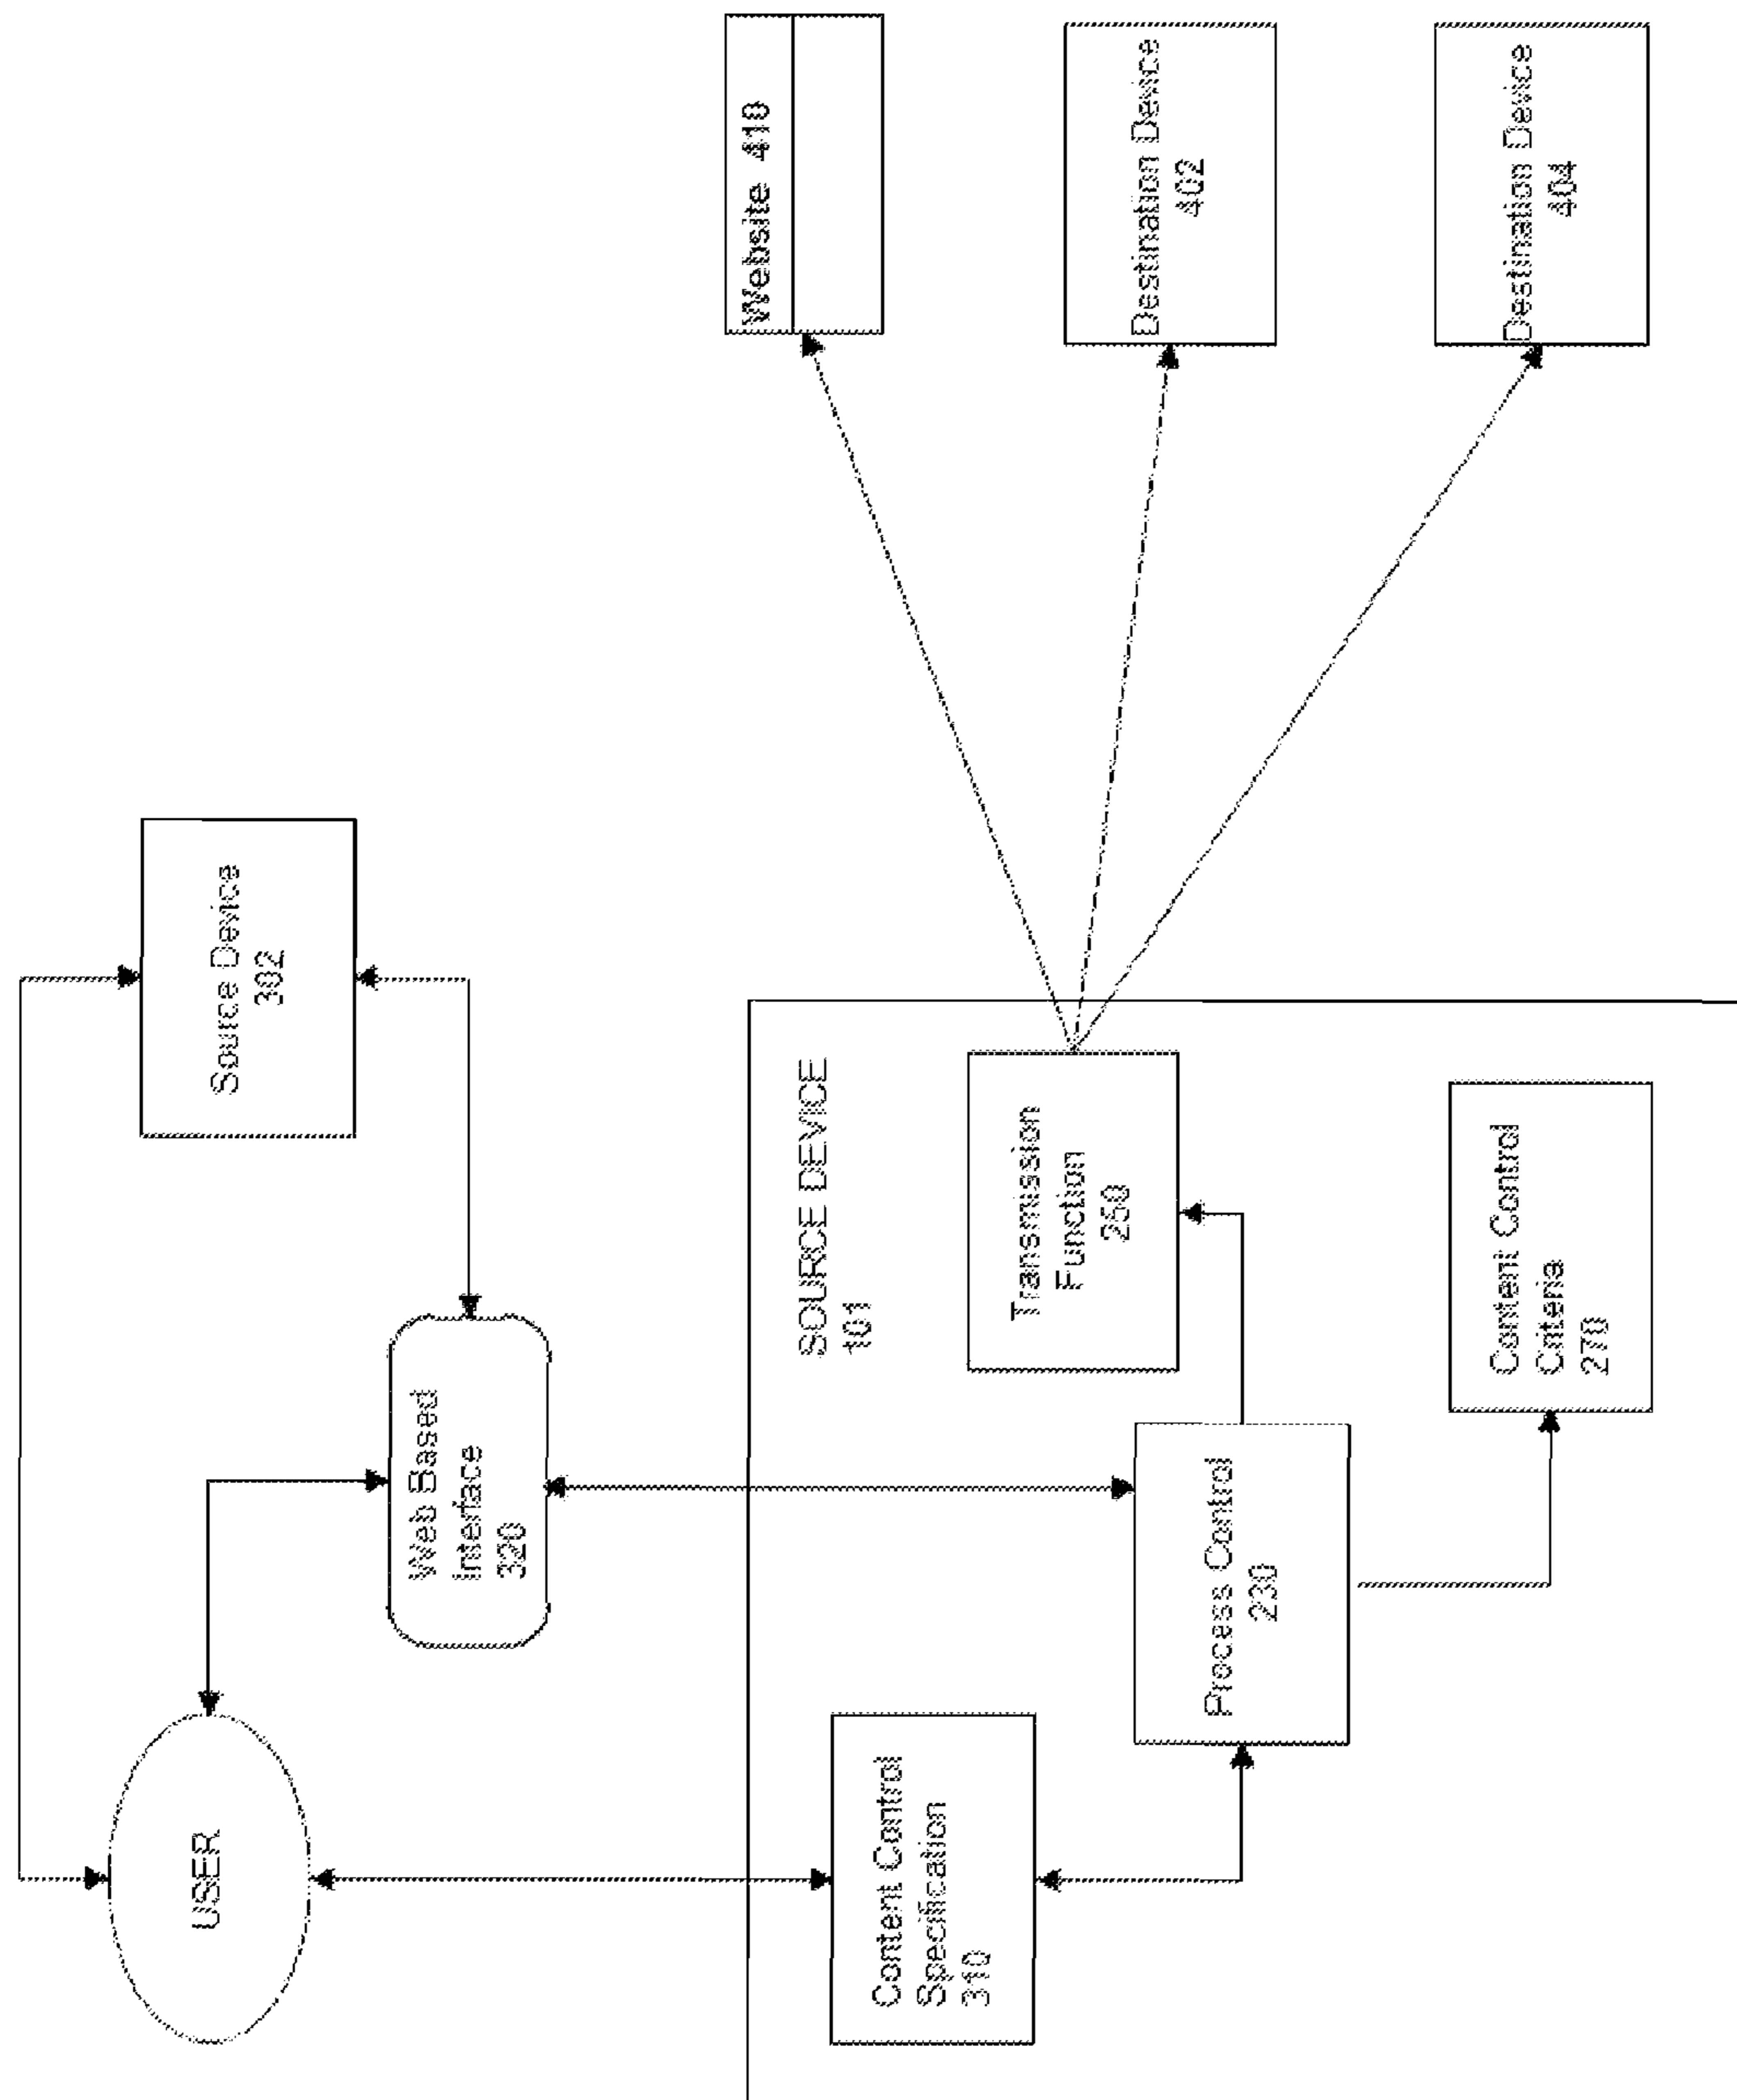 USER
Source Device
302
Web Based
Interface
320
SOURCE DEVICE
101
Content Control
Specification
310
Transmission
Function
250
Process Control
230
Content Control
Criteria
270
Website 410
Destination Device
402
Destination Device
404